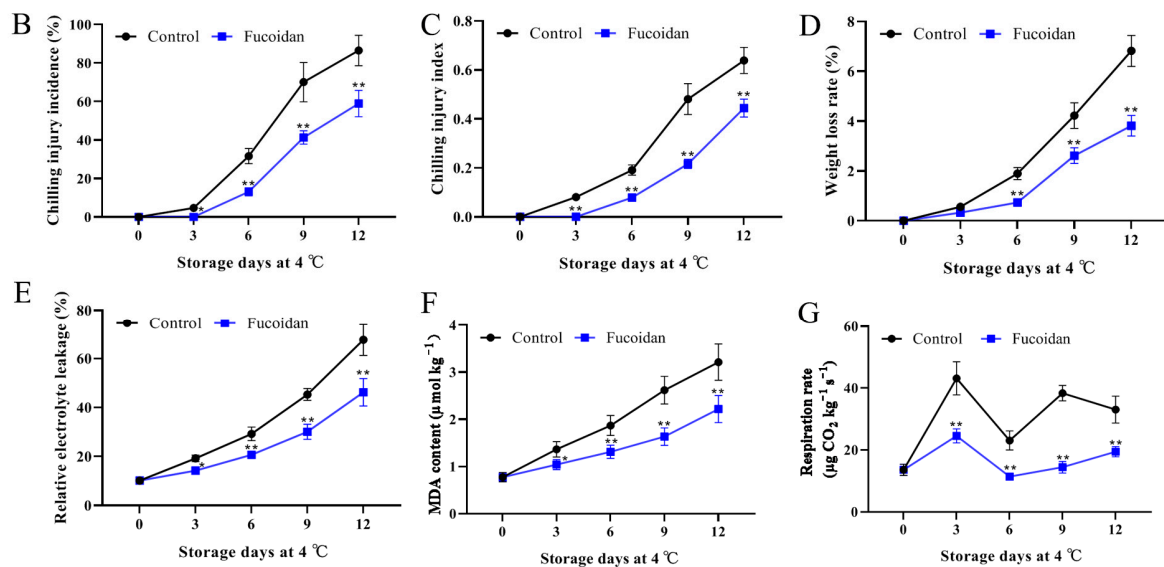 B
Control Fucoidan
Chilling injury incidence (%)
100
80
60
40
20
0
*
**
**
**
0 3 6 9 12
Storage days at 4 ℃
C
Control Fucoidan
Chilling injury index
0.6
0.4
0.2
0.0
**
**
**
**
0 3 6 9 12
Storage days at 4 ℃
D
Control Fucoidan
Weight loss rate (%)
8
6
4
2
0
**
**
**
0 3 6 9 12
Storage days at 4 ℃
E
Control Fucoidan
Relative electrolyte leakage (%)
80
60
40
20
0
*
**
**
**
0 3 6 9 12
Storage days at 4 ℃
F
Control Fucoidan
MDA content (μmol kg⁻¹)
4
3
2
1
0
*
**
**
**
0 3 6 9 12
Storage days at 4 ℃
G
Control Fucoidan
Respiration rate
(μg CO₂ kg⁻¹ s⁻¹)
60
40
20
0
**
**
**
**
0 3 6 9 12
Storage days at 4 ℃